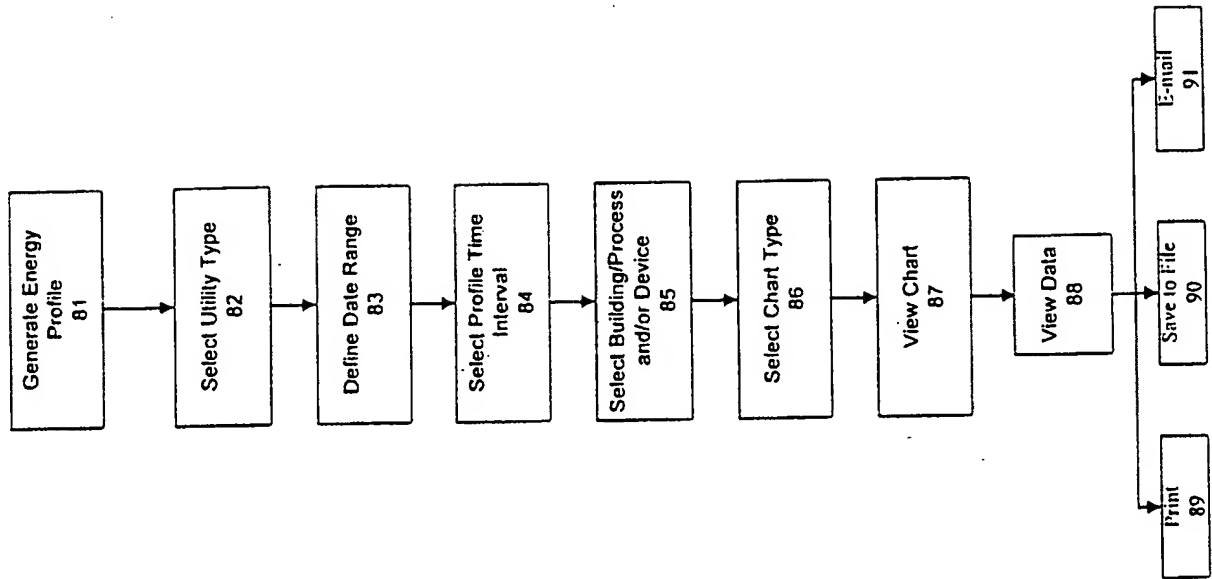 Generate Energy
Profile
81
Select Utility Type
82
Define Date Range
83
Select Profile Time
Interval
84
Select Building/Process
and/or Device
85
Select Chart Type
86
View Chart
87
View Data
88
Print
89
Save to File
90
E-mail
91